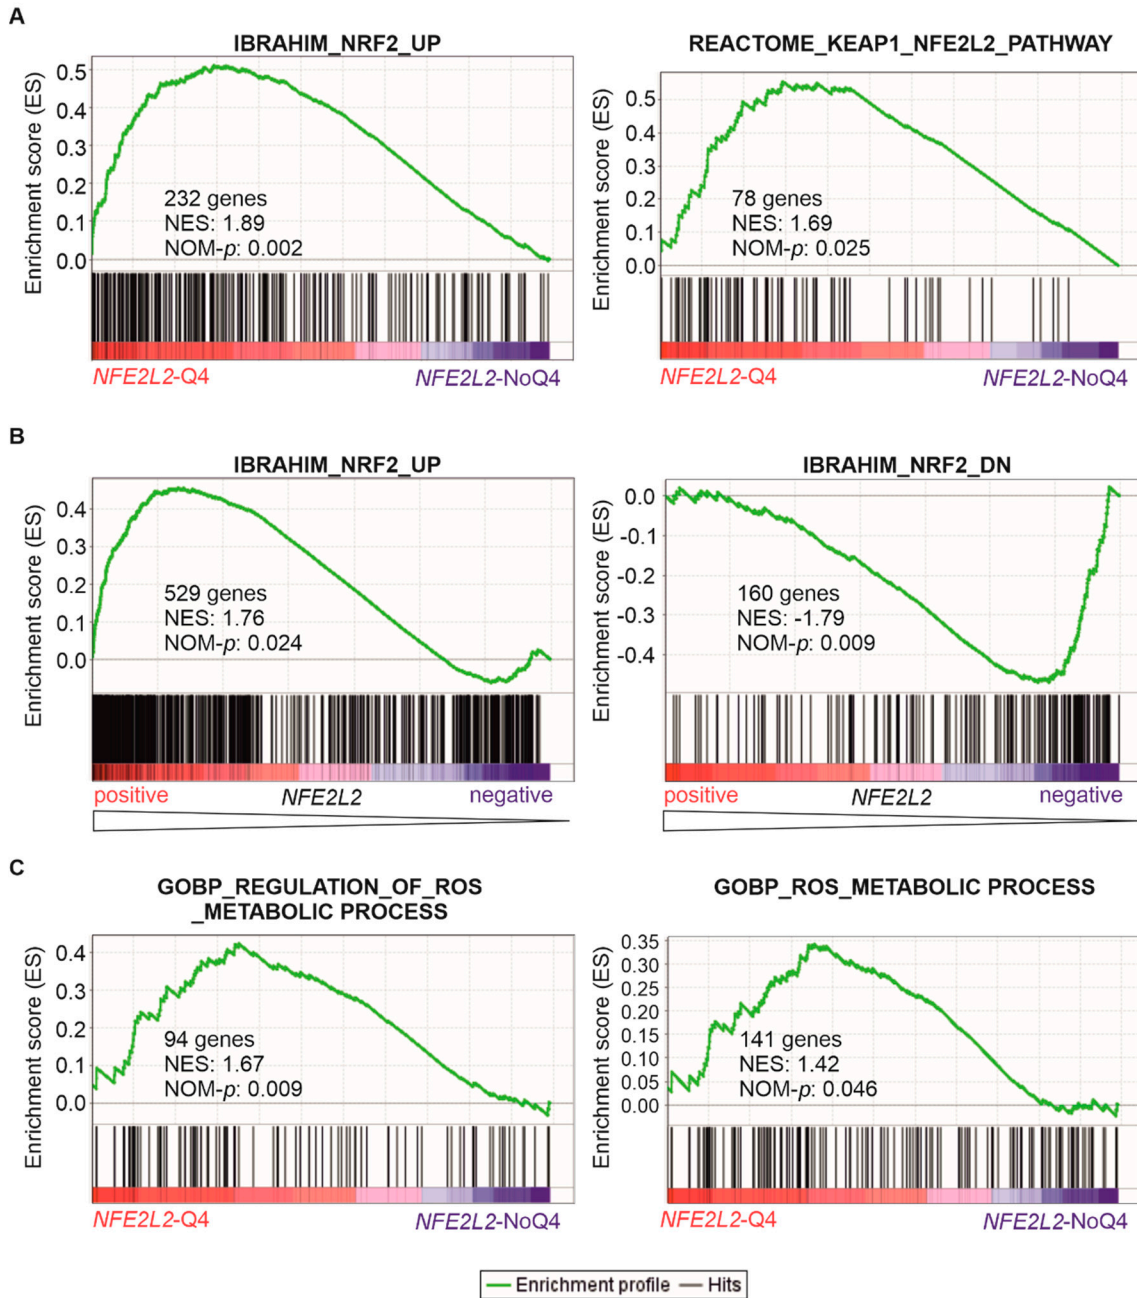 A
IBRAHIM_NRF2_UP
Enrichment score (ES)
0.5
0.4
0.3
0.2
0.1
0.0
232 genes
NES: 1.89
NOM-p: 0.002
NFE2L2-Q4
NFE2L2-NoQ4
REACTOME_KEAP1_NFE2L2_PATHWAY
Enrichment score (ES)
0.5
0.4
0.3
0.2
0.1
0.0
78 genes
NES: 1.69
NOM-p: 0.025
NFE2L2-Q4
NFE2L2-NoQ4
B
IBRAHIM_NRF2_UP
Enrichment score (ES)
0.4
0.3
0.2
0.1
0.0
529 genes
NES: 1.76
NOM-p: 0.024
positive
NFE2L2
negative
IBRAHIM_NRF2_DN
Enrichment score (ES)
0.0
-0.1
-0.2
-0.3
-0.4
160 genes
NES: -1.79
NOM-p: 0.009
positive
NFE2L2
negative
C
GOBP_REGULATION_OF_ROS
_METABOLIC PROCESS
Enrichment score (ES)
0.4
0.3
0.2
0.1
0.0
94 genes
NES: 1.67
NOM-p: 0.009
NFE2L2-Q4
NFE2L2-NoQ4
GOBP_ROS_METABOLIC PROCESS
Enrichment score (ES)
0.35
0.30
0.25
0.20
0.15
0.10
0.05
0.00
141 genes
NES: 1.42
NOM-p: 0.046
NFE2L2-Q4
NFE2L2-NoQ4
Enrichment profile
Hits